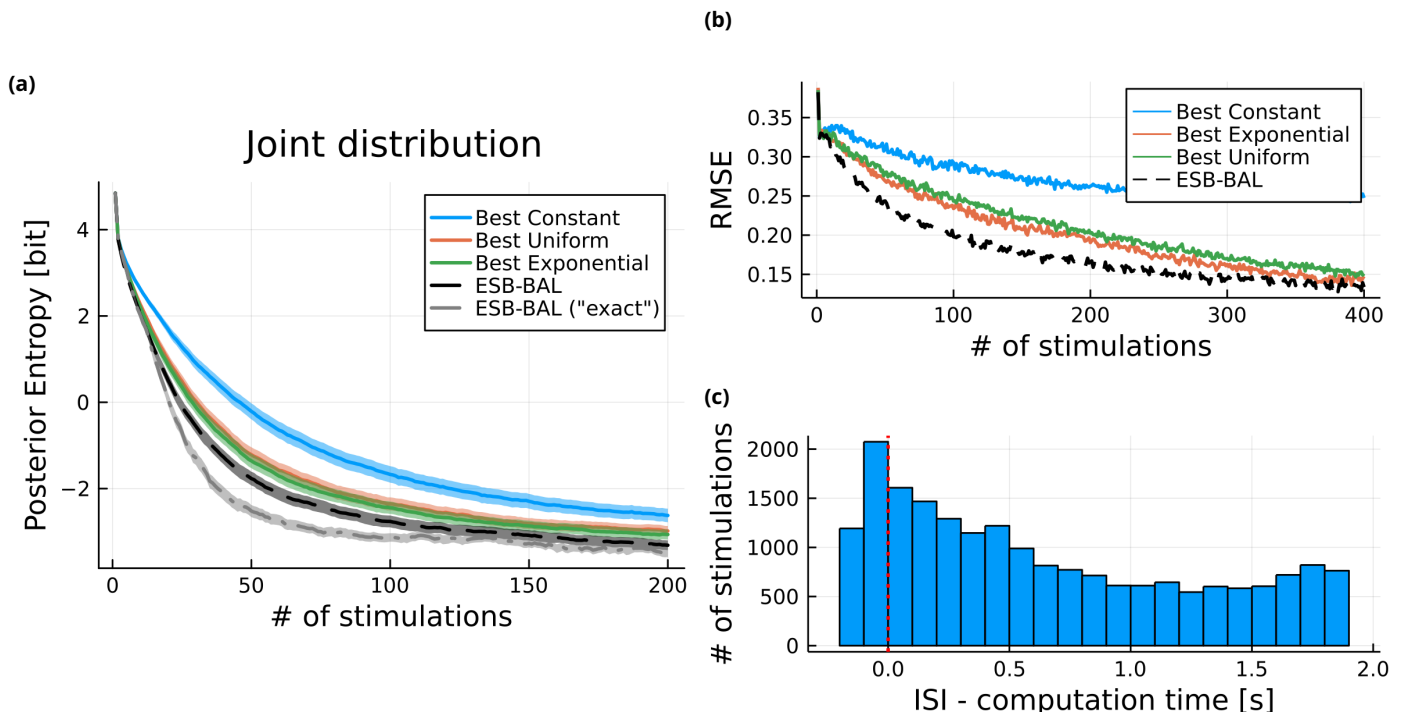 (a)
Joint distribution
Posterior Entropy [bit]
4
2
0
−2
Best Constant
Best Uniform
Best Exponential
ESB-BAL
ESB-BAL ("exact")
0
50
100
150
200
# of stimulations
(b)
RMSE
0.35
0.30
0.25
0.20
0.15
Best Constant
Best Exponential
Best Uniform
ESB-BAL
0
100
200
300
400
# of stimulations
(c)
# of stimulations
2000
1500
1000
500
0
0.0
0.5
1.0
1.5
2.0
ISI - computation time [s]